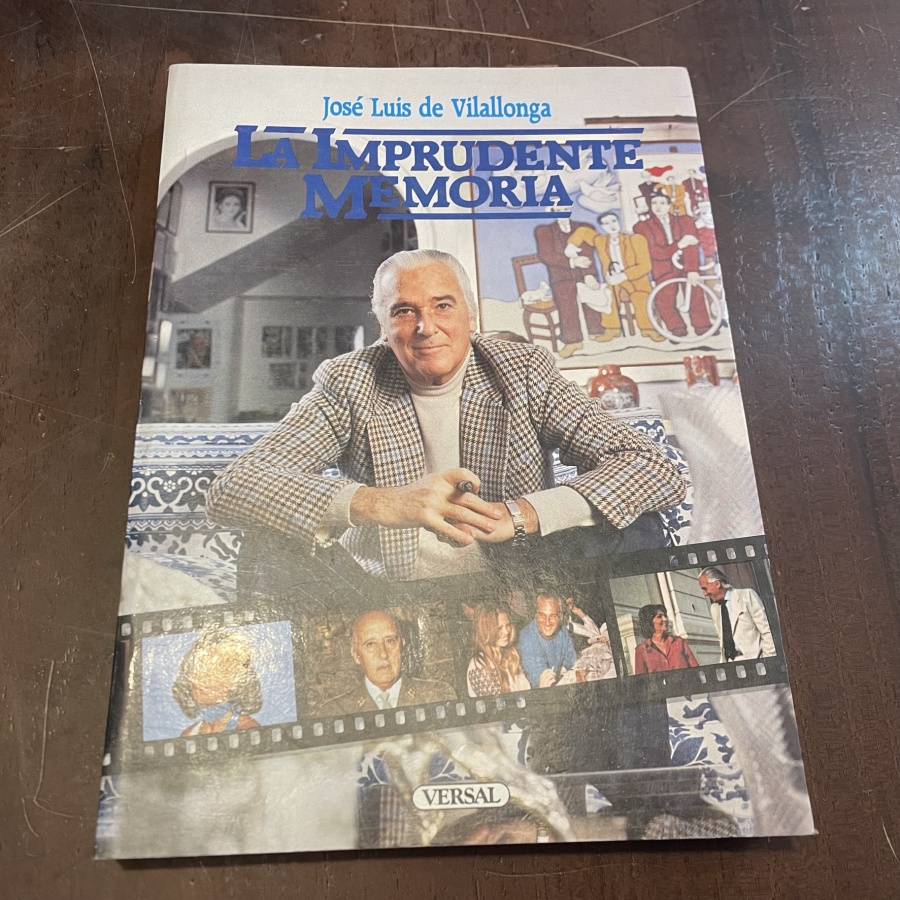 José Luis de Vilallonga
LA IMPRUDENTE
MEMORIA
VERSAL